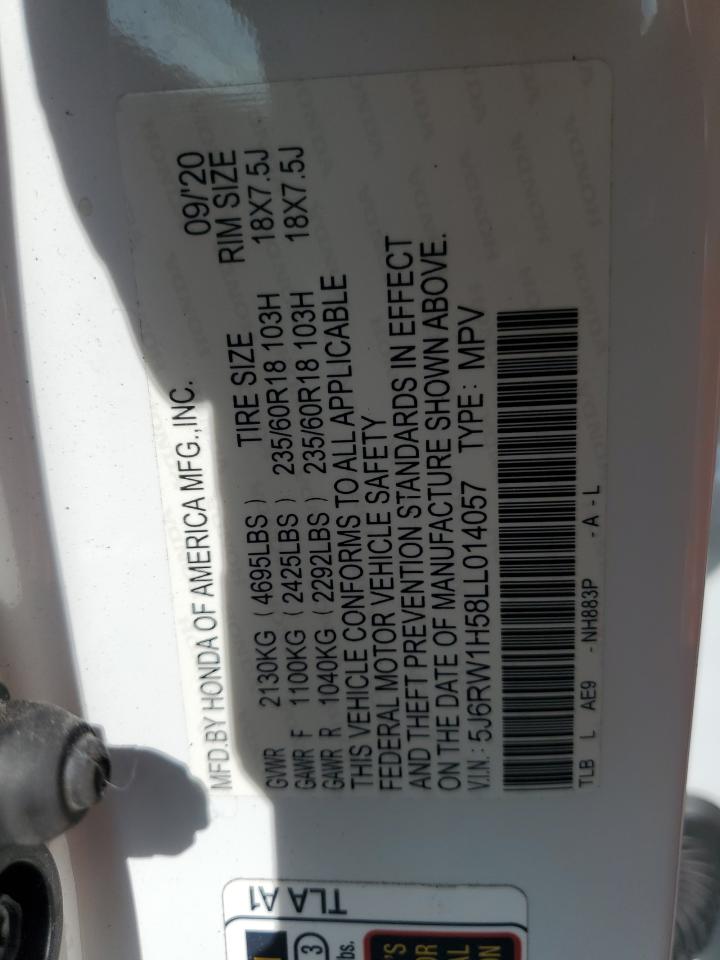 MFD.BY HONDA OF AMERICA MFG.,INC. 09/'20
TIRE SIZE RIM SIZE
GVWR 2130KG ( 4695LBS )
GAWR F 1100KG ( 2425LBS ) 235/60R18 103H 18X7.5J
GAWR R 1040KG ( 2292LBS ) 235/60R18 103H 18X7.5J
THIS VEHICLE CONFORMS TO ALL APPLICABLE
FEDERAL MOTOR VEHICLE SAFETY
AND THEFT PREVENTION STANDARDS IN EFFECT
ON THE DATE OF MANUFACTURE SHOWN ABOVE.
V.I.N.: 5J6RW1H58LL014057 TYPE: MPV
TLB L AE9 -NH883P -A-L
TLA A1
3
lbs.